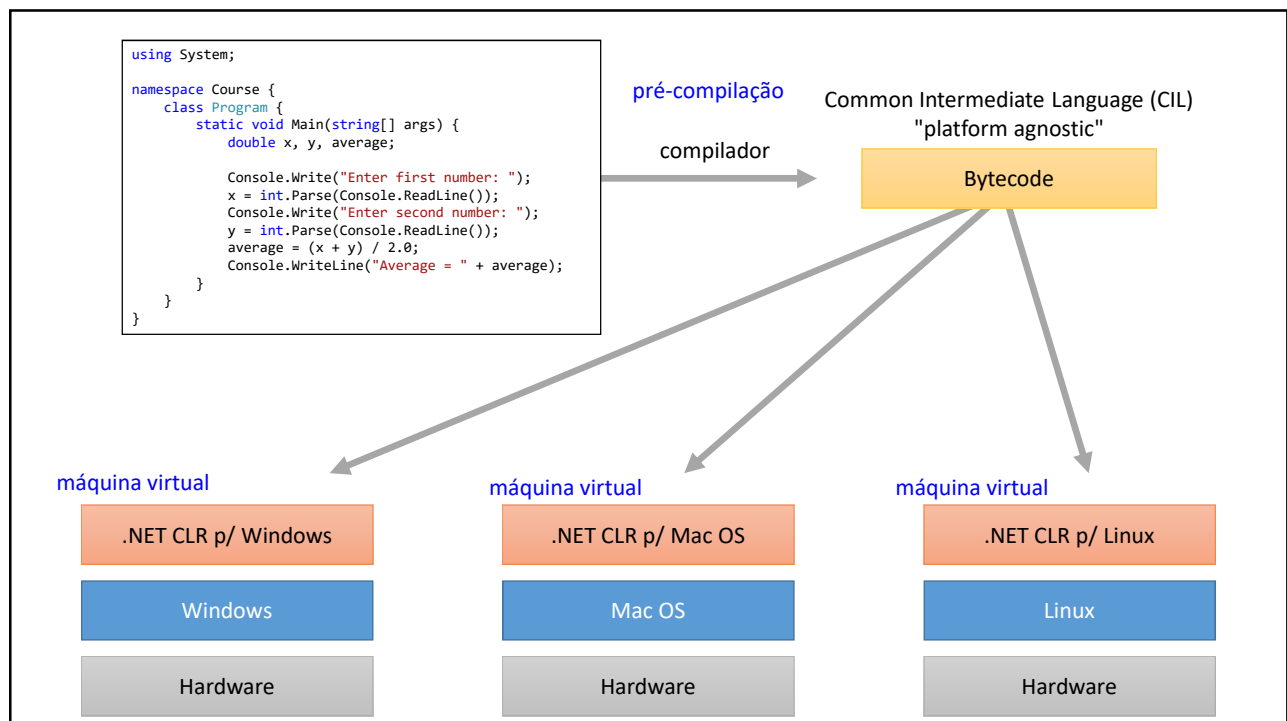 using System;
namespace Course {
class Program {
static void Main(string[] args) {
double x, y, average;
Console.Write("Enter first number: ");
x = int.Parse(Console.ReadLine());
Console.Write("Enter second number: ");
y = int.Parse(Console.ReadLine());
average = (x + y) / 2.0;
Console.WriteLine("Average = " + average);
}
}
}
pré-compilação
compilador
Common Intermediate Language (CIL)
"platform agnostic"
Bytecode
máquina virtual
.NET CLR p/ Windows
Windows
Hardware
máquina virtual
.NET CLR p/ Mac OS
Mac OS
Hardware
máquina virtual
.NET CLR p/ Linux
Linux
Hardware